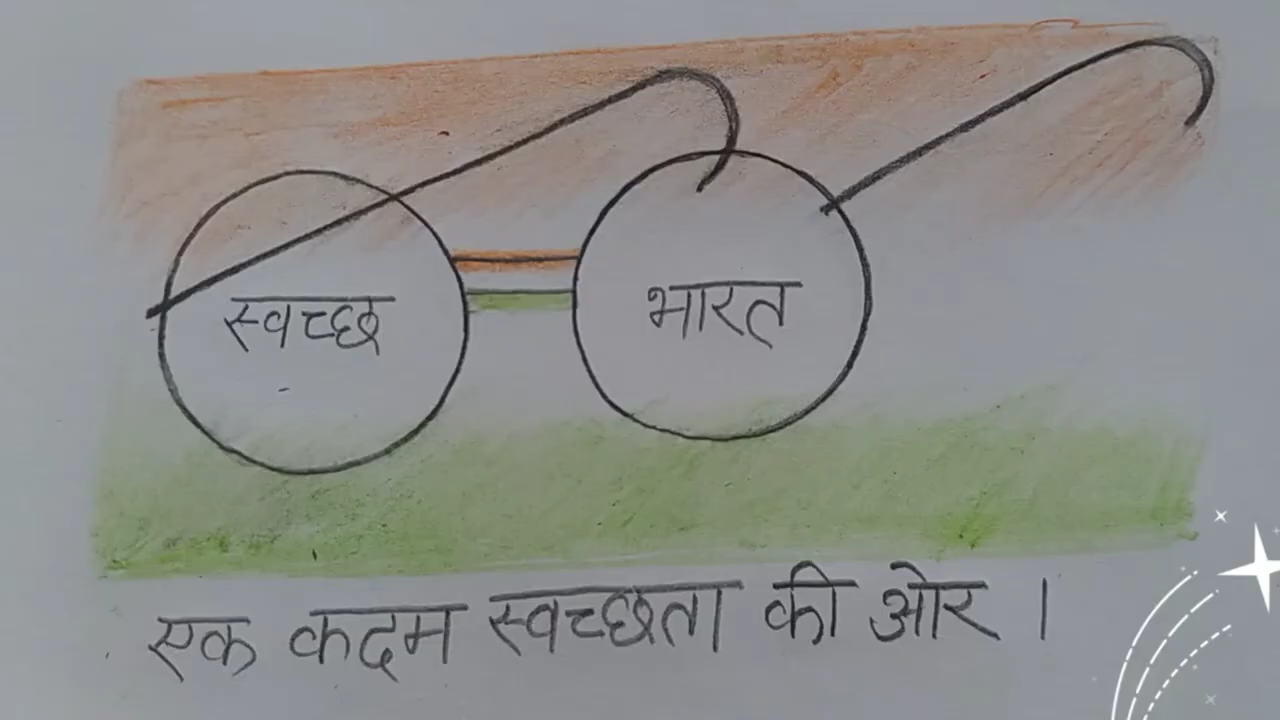 स्वच्छ भारत
एक कदम स्वच्छता की ओर ।